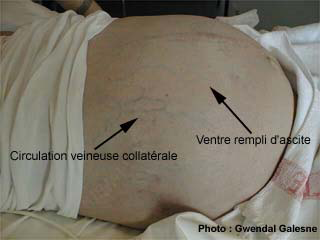 Ventre rempli d'ascite
Circulation veineuse collatérale
Photo : Gwendal Galesne